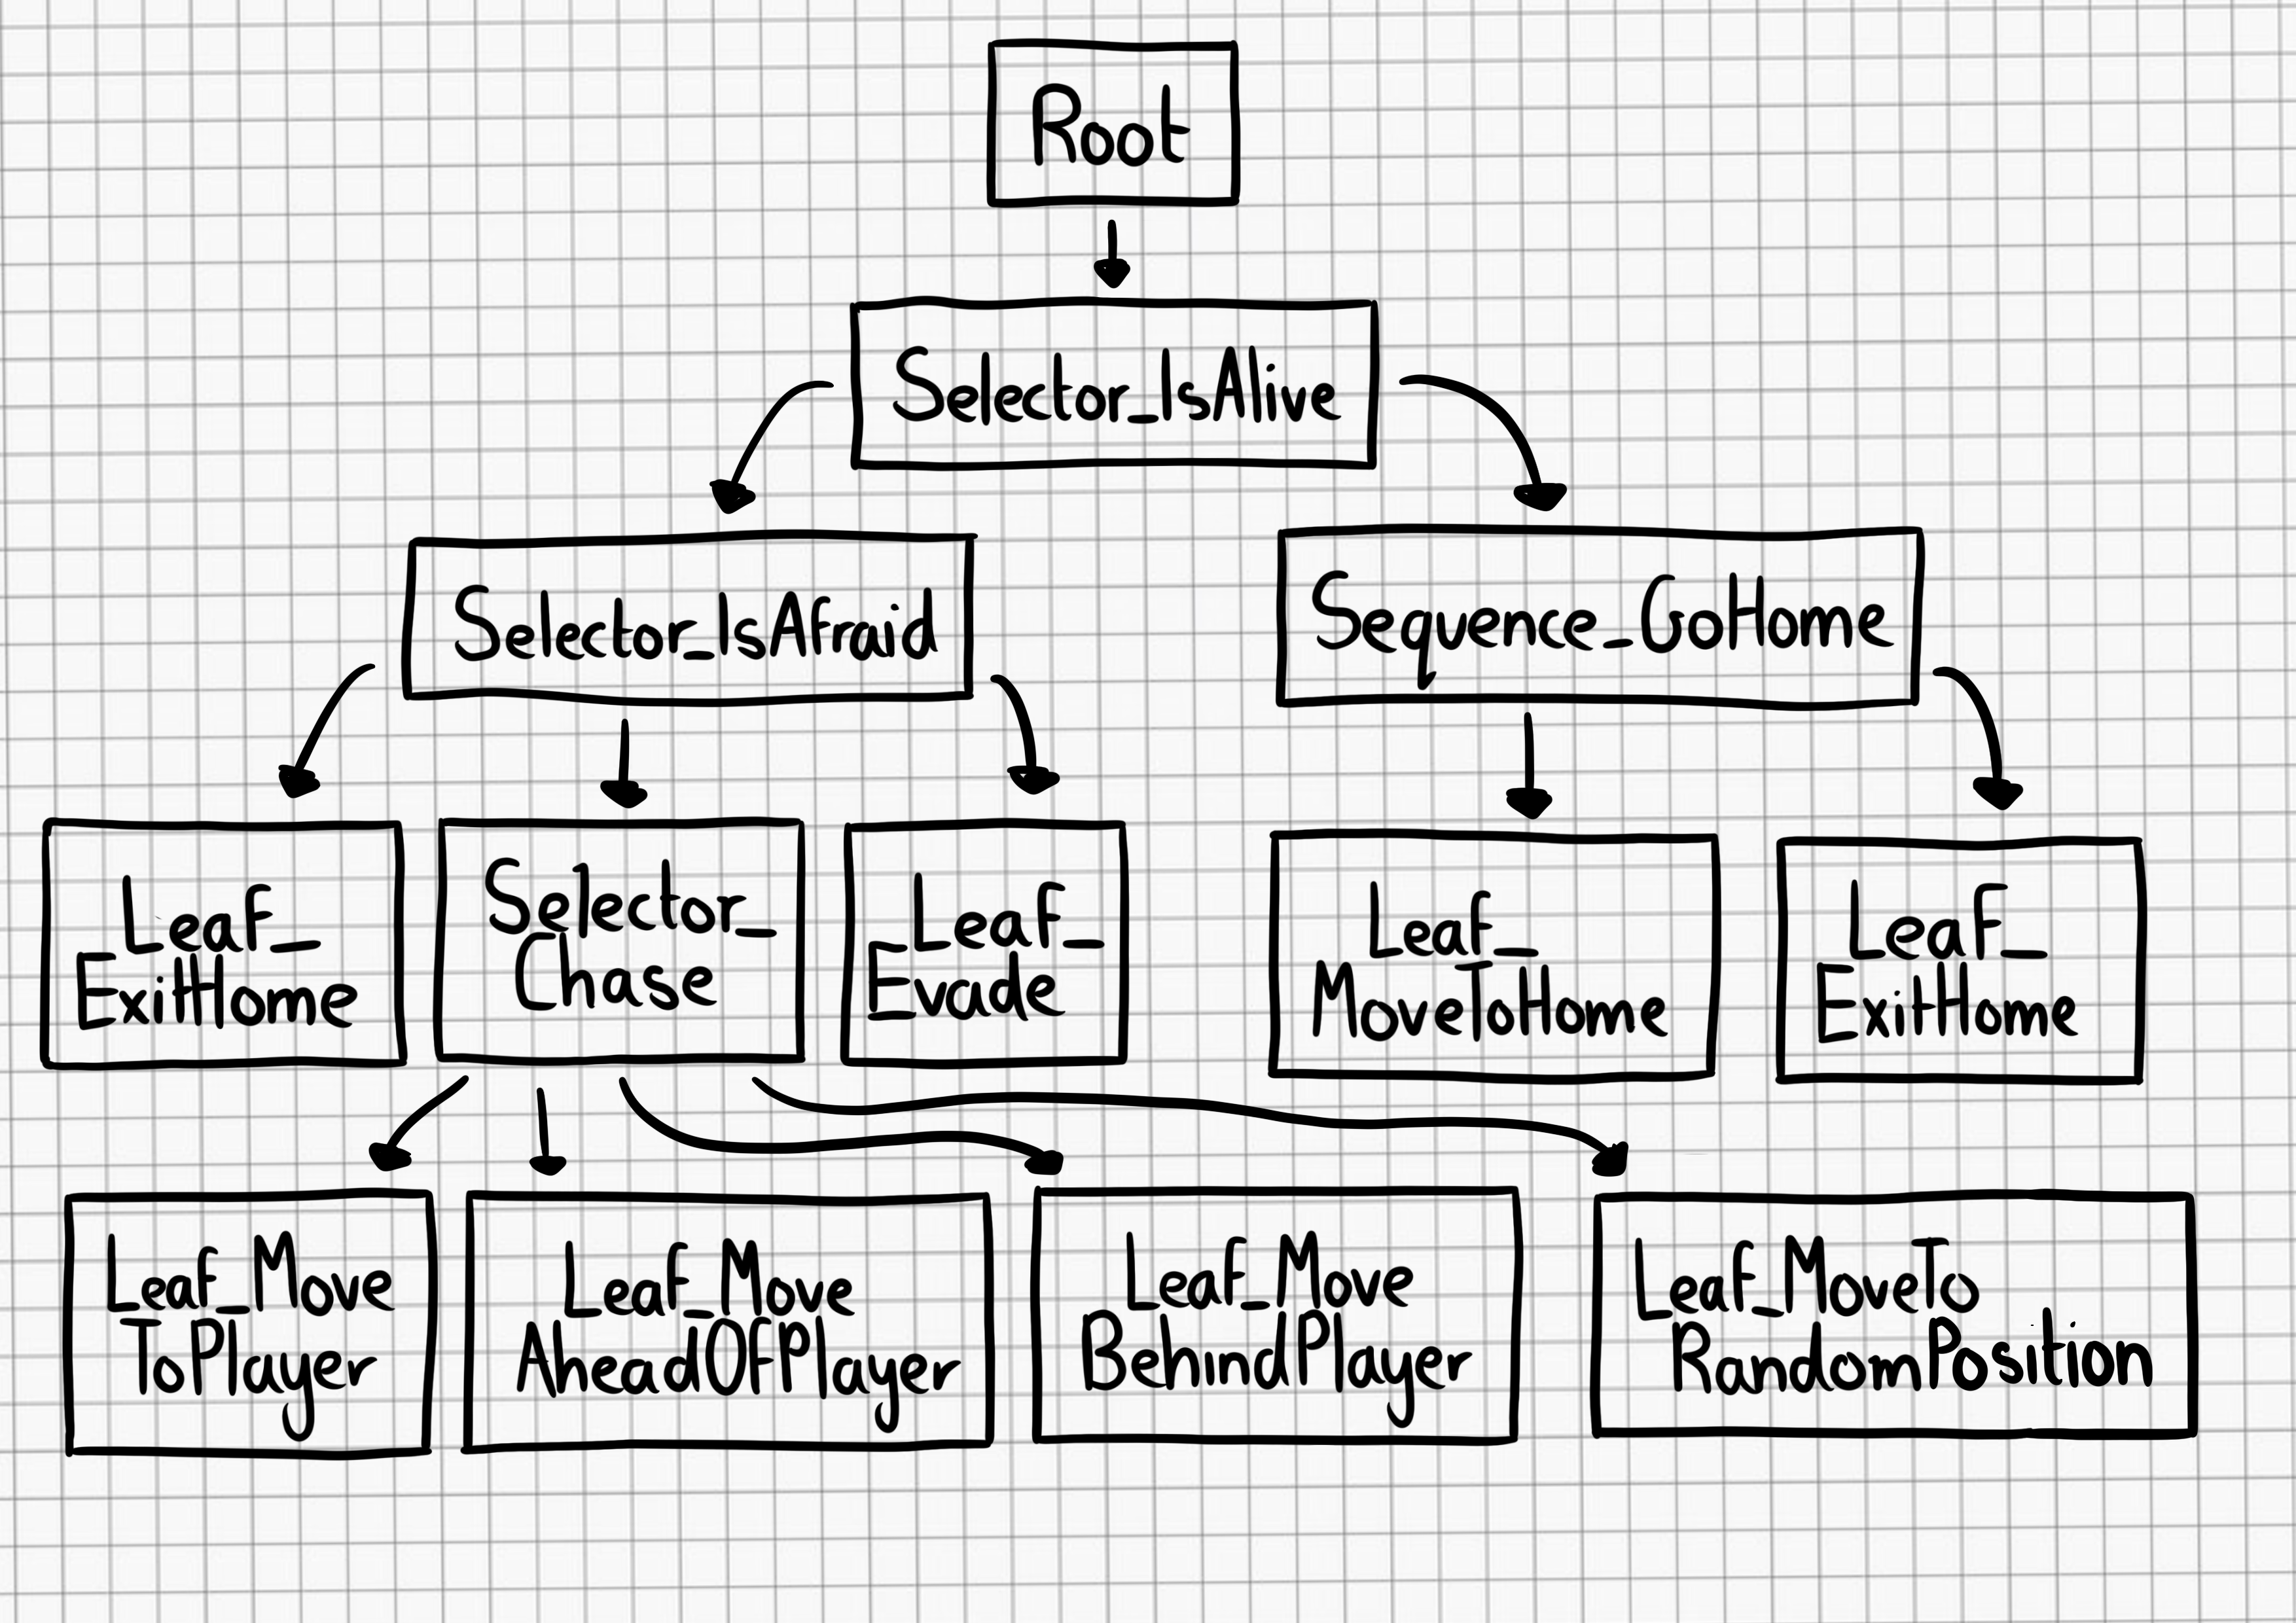 Root
Selector_IsAlive
Selector_IsAfraid
Sequence_GoHome
Leaf_
ExitHome
Selector_
Chase
Leaf_
Evade
Leaf_
MoveToHome
Leaf_
ExitHome
Leaf_Move
ToPlayer
Leaf_Move
AheadOfPlayer
Leaf_Move
BehindPlayer
Leaf_MoveTo
RandomPosition